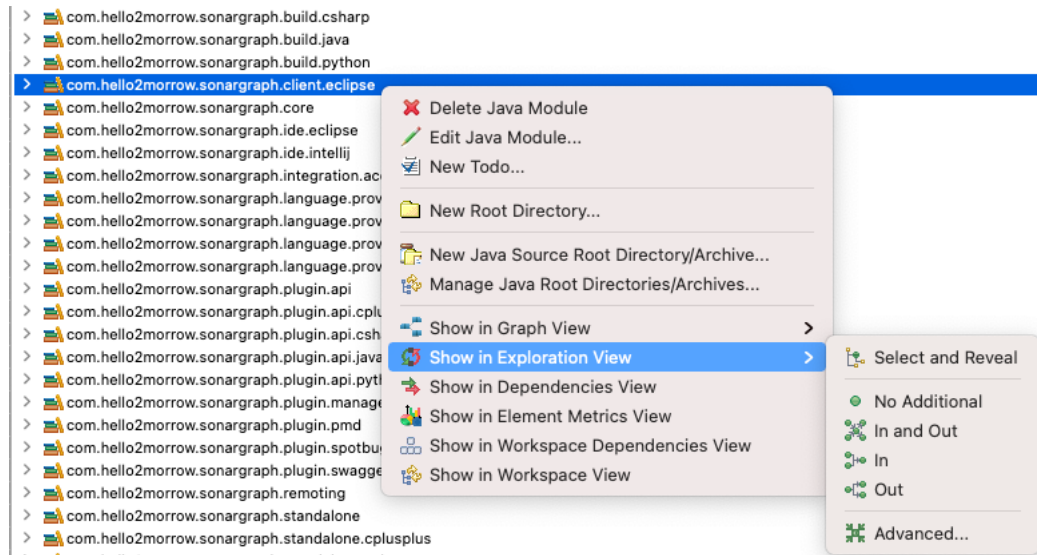 com.hello2morrow.sonargraph.build.csharp
com.hello2morrow.sonargraph.build.java
com.hello2morrow.sonargraph.build.python
com.hello2morrow.sonargraph.client.eclipse
com.hello2morrow.sonargraph.core
com.hello2morrow.sonargraph.ide.eclipse
com.hello2morrow.sonargraph.ide.intellij
com.hello2morrow.sonargraph.integration.ac
com.hello2morrow.sonargraph.language.prov
com.hello2morrow.sonargraph.language.prov
com.hello2morrow.sonargraph.language.prov
com.hello2morrow.sonargraph.language.prov
com.hello2morrow.sonargraph.plugin.api
com.hello2morrow.sonargraph.plugin.api.cplu
com.hello2morrow.sonargraph.plugin.api.csh
com.hello2morrow.sonargraph.plugin.api.java
com.hello2morrow.sonargraph.plugin.api.pyt
com.hello2morrow.sonargraph.plugin.manage
com.hello2morrow.sonargraph.plugin.pmd
com.hello2morrow.sonargraph.plugin.spotbu
com.hello2morrow.sonargraph.plugin.swagge
com.hello2morrow.sonargraph.remoting
com.hello2morrow.sonargraph.standalone
com.hello2morrow.sonargraph.standalone.cplusplus
Delete Java Module
Edit Java Module...
New Todo...
New Root Directory...
New Java Source Root Directory/Archive...
Manage Java Root Directories/Archives...
Show in Graph View
Show in Exploration View
Show in Dependencies View
Show in Element Metrics View
Show in Workspace Dependencies View
Show in Workspace View
Select and Reveal
No Additional
In and Out
In
Out
Advanced...